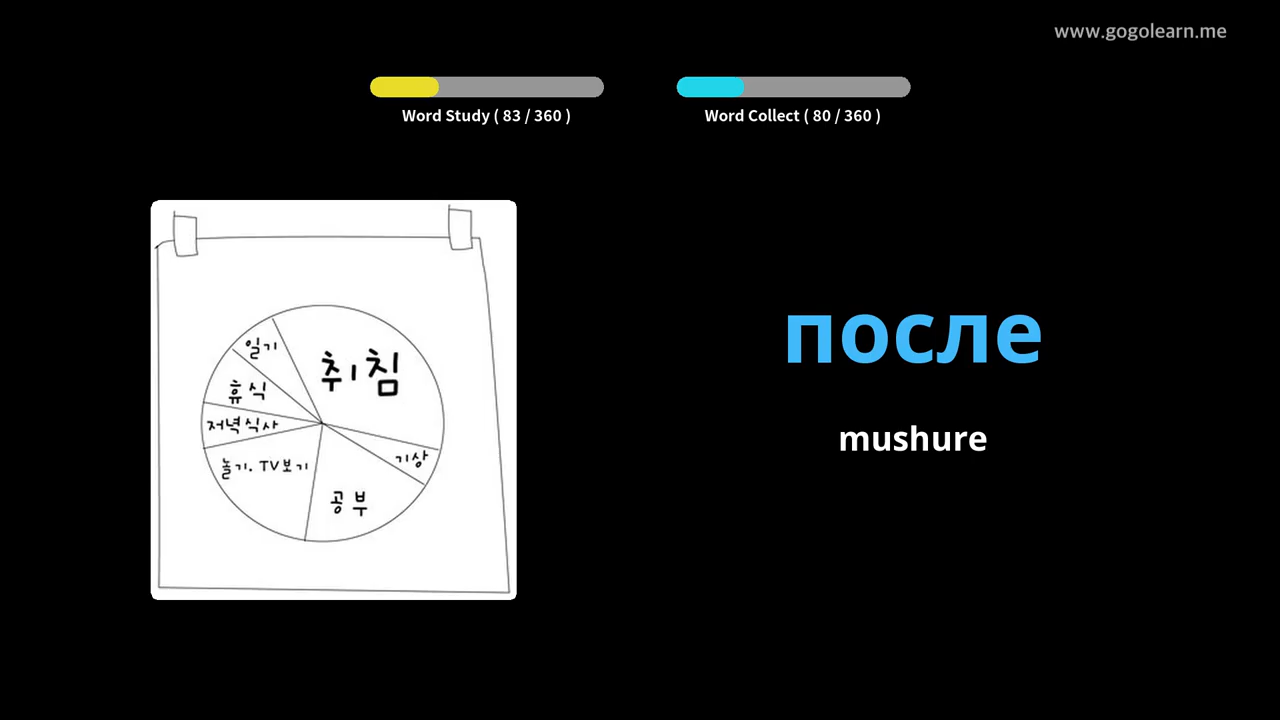 www.gogolearn.me
Word Study ( 83 / 360 )
Word Collect ( 80 / 360 )
일기
취침
휴식
저녁식사
놀기. TV보기
기상
공부
после
mushure